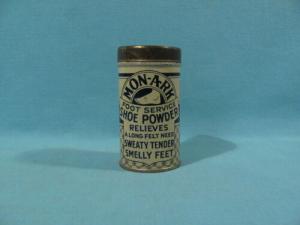 MON-ARK
FOOT SERVICE
SHOE POWDER
RELIEVES
A LONG FELT NEED
SWEATY TENDER
SMELLY FEET